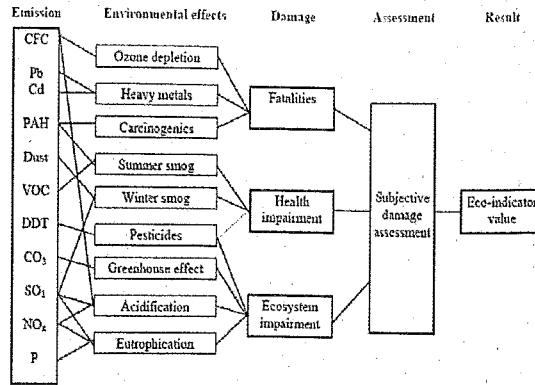 Emission Environmental effects Damage Assessment Result
CFC
Pb
Cd
PAH
Dust
VOC
DDT
CO₃
SO₁
NOₓ
P
Ozone depletion
Heavy metals
Carcinogenics
Summer smog
Winter smog
Pesticides
Greenhouse effect
Acidification
Eutrophication
Fatalities
Health
impairment
Ecosystem
impairment
Subjective
damage
assessment
Eco-indicator
value